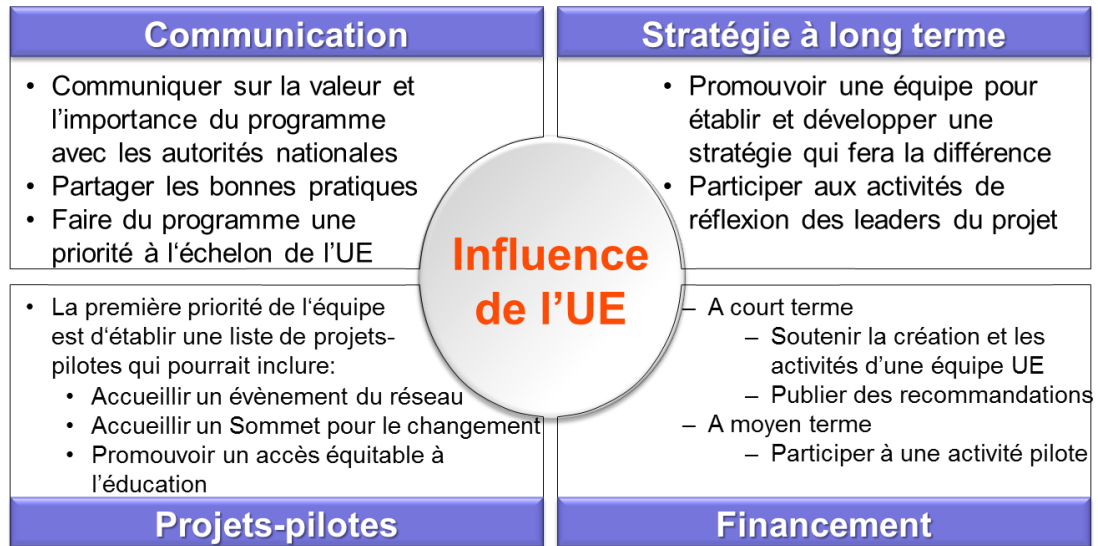 Communication
• Communiquer sur la valeur et
l’importance du programme
avec les autorités nationales
• Partager les bonnes pratiques
• Faire du programme une
priorité à l‘échelon de l’UE
Stratégie à long terme
• Promouvoir une équipe pour
établir et développer une
stratégie qui fera la différence
• Participer aux activités de
réflexion des leaders du projet
Influence
de l’UE
• La première priorité de l‘équipe
est d‘établir une liste de projets-
pilotes qui pourrait inclure:
• Accueillir un évènement du réseau
• Accueillir un Sommet pour le changement
• Promouvoir un accès équitable à
l’éducation
Projets-pilotes
– A court terme
– Soutenir la création et les
activités d’une équipe UE
– Publier des recommandations
– A moyen terme
– Participer à une activité pilote
Financement